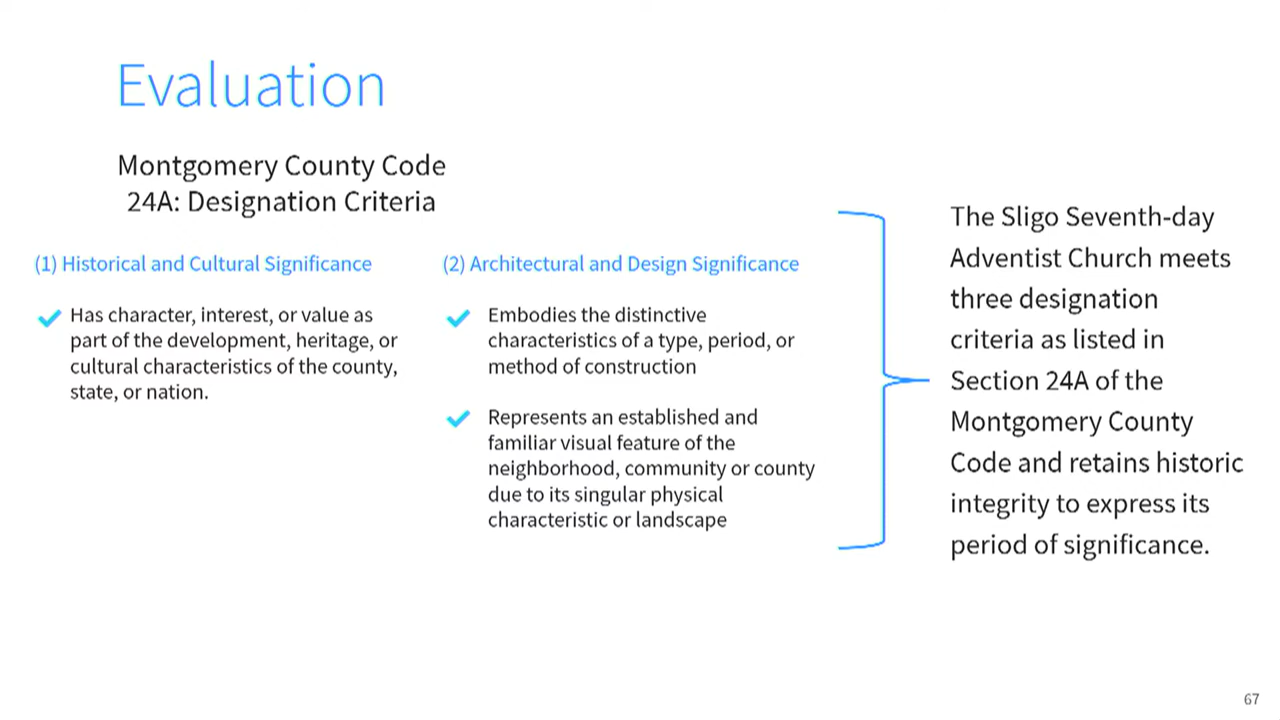 Evaluation
Montgomery County Code
24A: Designation Criteria
(1) Historical and Cultural Significance
Has character, interest, or value as
part of the development, heritage, or
cultural characteristics of the county,
state, or nation.
(2) Architectural and Design Significance
Embodies the distinctive
characteristics of a type, period, or
method of construction
Represents an established and
familiar visual feature of the
neighborhood, community or county
due to its singular physical
characteristic or landscape
The Sligo Seventh-day
Adventist Church meets
three designation
criteria as listed in
Section 24A of the
Montgomery County
Code and retains historic
integrity to express its
period of significance.
67